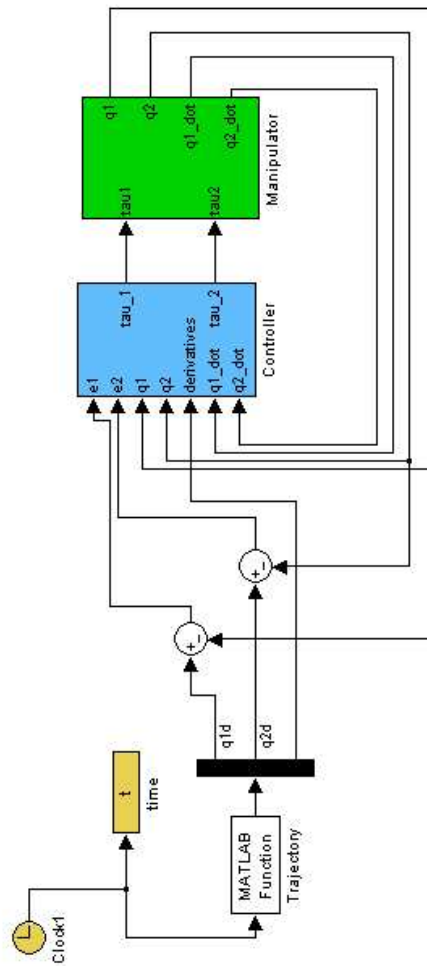 Clock1
t
time
MATLAB
Function
Trajectory
q1d
q2d
e1
e2
q1
q2
derivatives
q1_dot
q2_dot
tau_1
tau_2
Controller
tau1
tau2
q1
q2
q1_dot
q2_dot
Manipulator